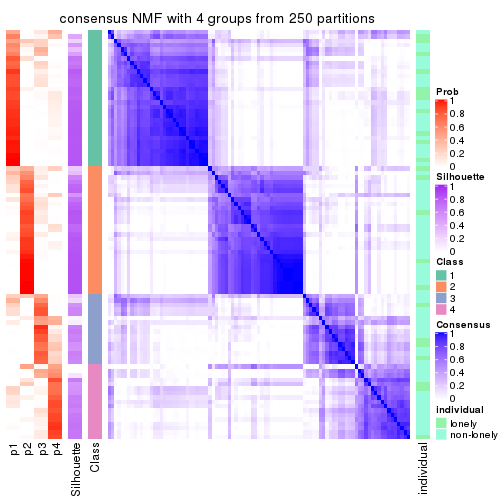 consensus NMF with 4 groups from 250 partitions
Prob
1
0.8
0.6
0.4
0.2
0
Silhouette
1
0.8
0.6
0.4
0.2
0
Class
1
2
3
4
Consensus
1
0.8
0.6
0.4
0.2
0
individual
lonely
non-lonely
p1
p2
p3
p4
Silhouette
Class
individual